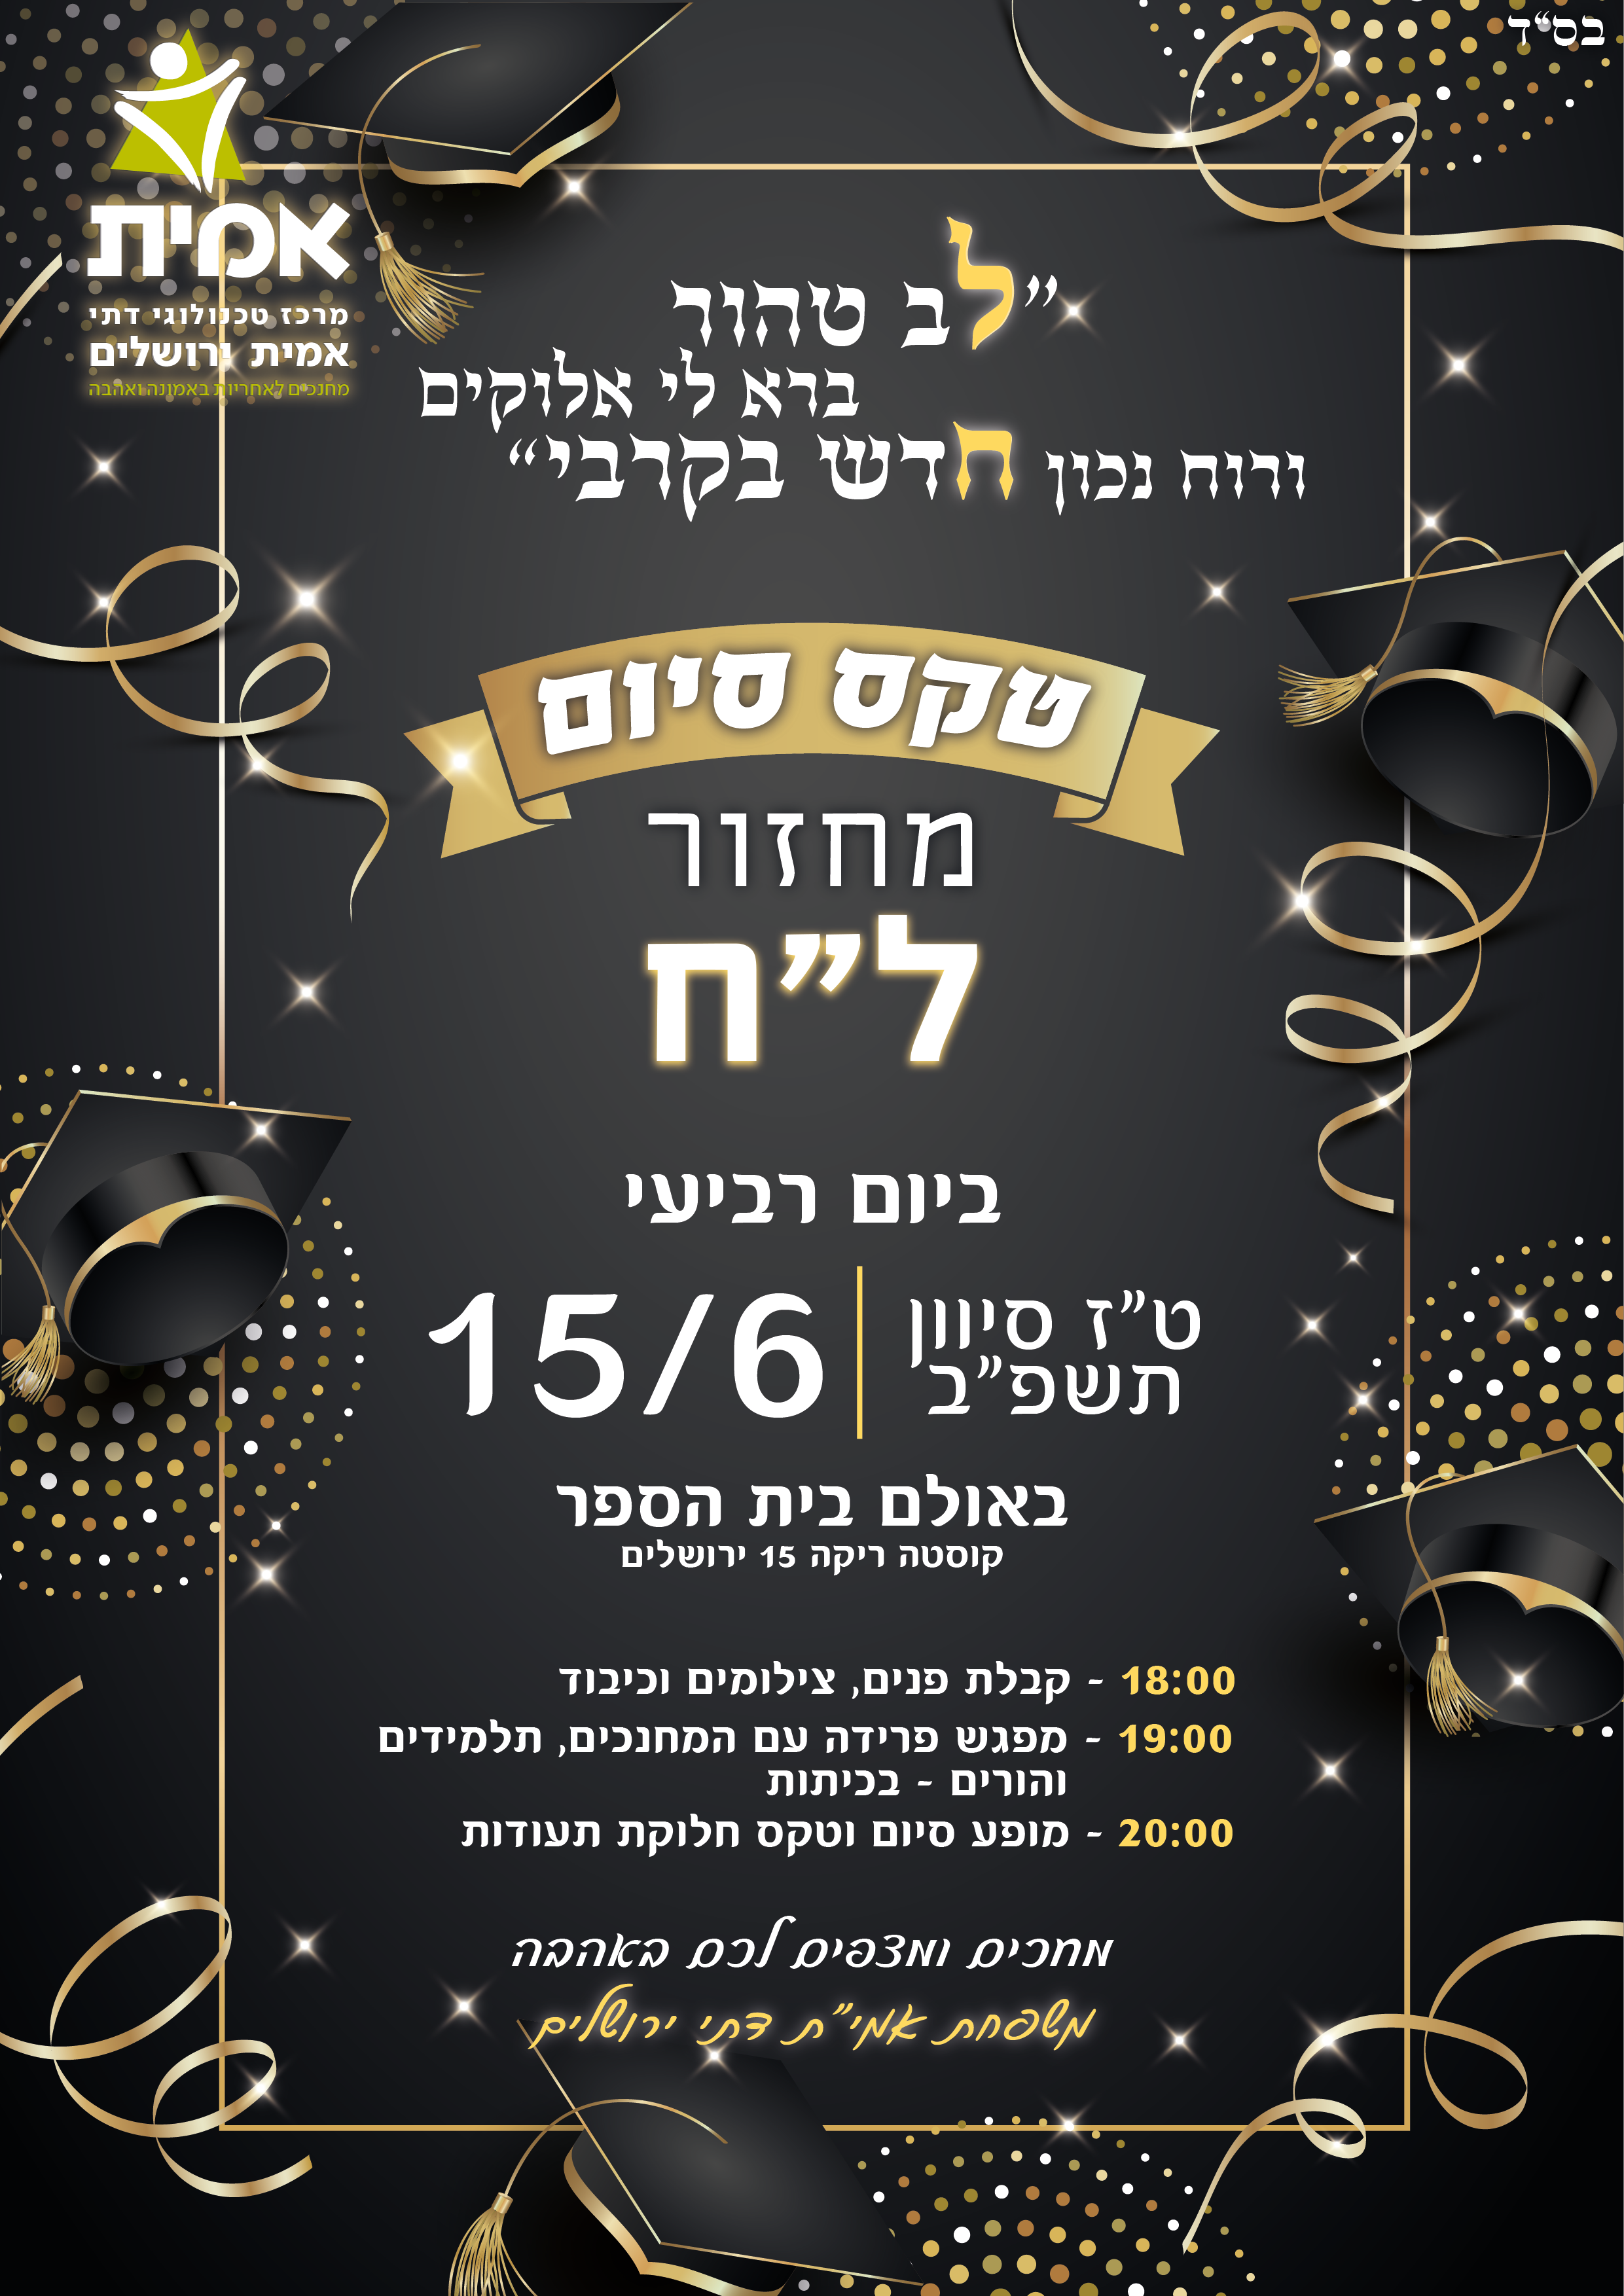 בס"ד
אמית
מרכז טכנולוגי דתי
אמית ירושלים
מחנכים לאחריות באמונה ואהבה
"לב טהור
ברא לי אלוקים
ורוח נכון חדש בקרבי"
טקס סיום
מחזור
ל"ח
ביום רביעי
ט"ז סיוון
תשפ"ב
15/6
באולם בית הספר
קוסטה ריקה 15 ירושלים
18:00 - קבלת פנים, צילומים וכיבוד
19:00 - מפגש פרידה עם המחנכים, תלמידים
והורים - בכיתות
20:00 - מופע סיום וטקס חלוקת תעודות
מחכים ומצפים לכם באהבה
משפחת אמי"ת דתי ירושלים